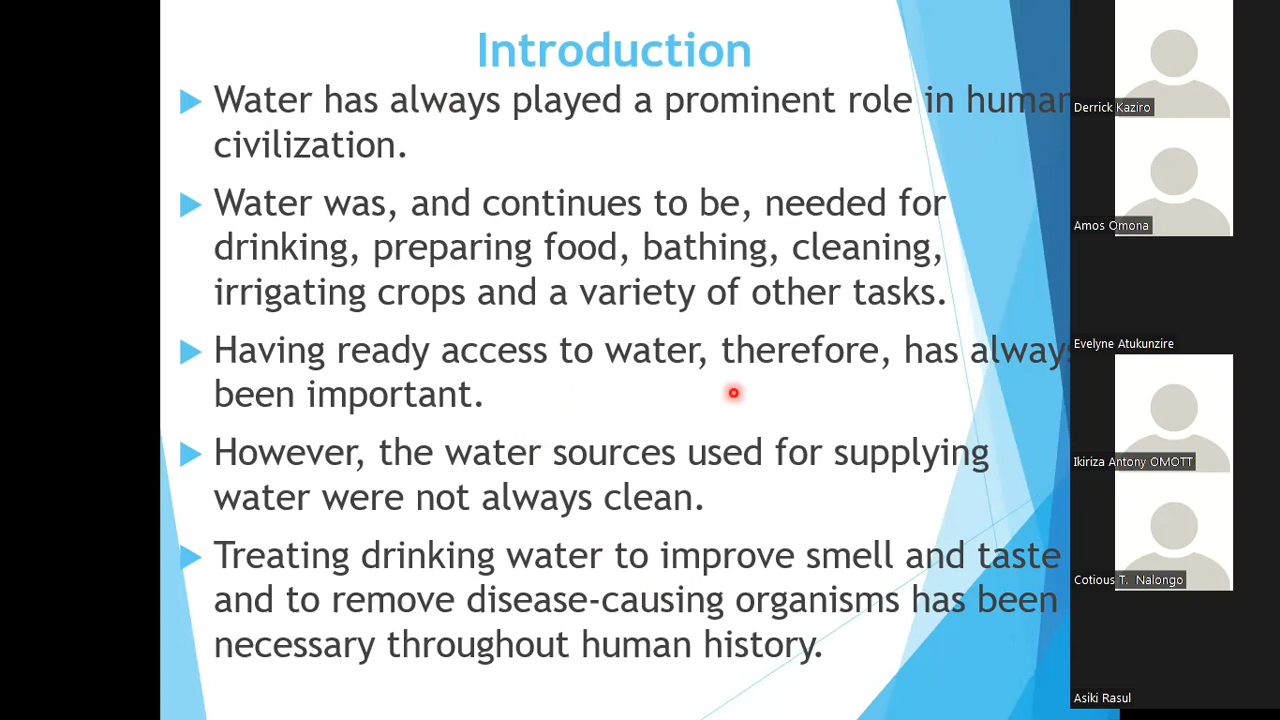 Introduction
Water has always played a prominent role in human
civilization.
Water was, and continues to be, needed for
drinking, preparing food, bathing, cleaning,
irrigating crops and a variety of other tasks.
Having ready access to water, therefore, has always
been important.
However, the water sources used for supplying
water were not always clean.
Treating drinking water to improve smell and taste
and to remove disease-causing organisms has been
necessary throughout human history.
Derrick Kaziro
Amos Omona
Evelyne Atukunzire
Ikiriza Antony OMOTT
Cotious T. Nalongo
Asiki Rasul